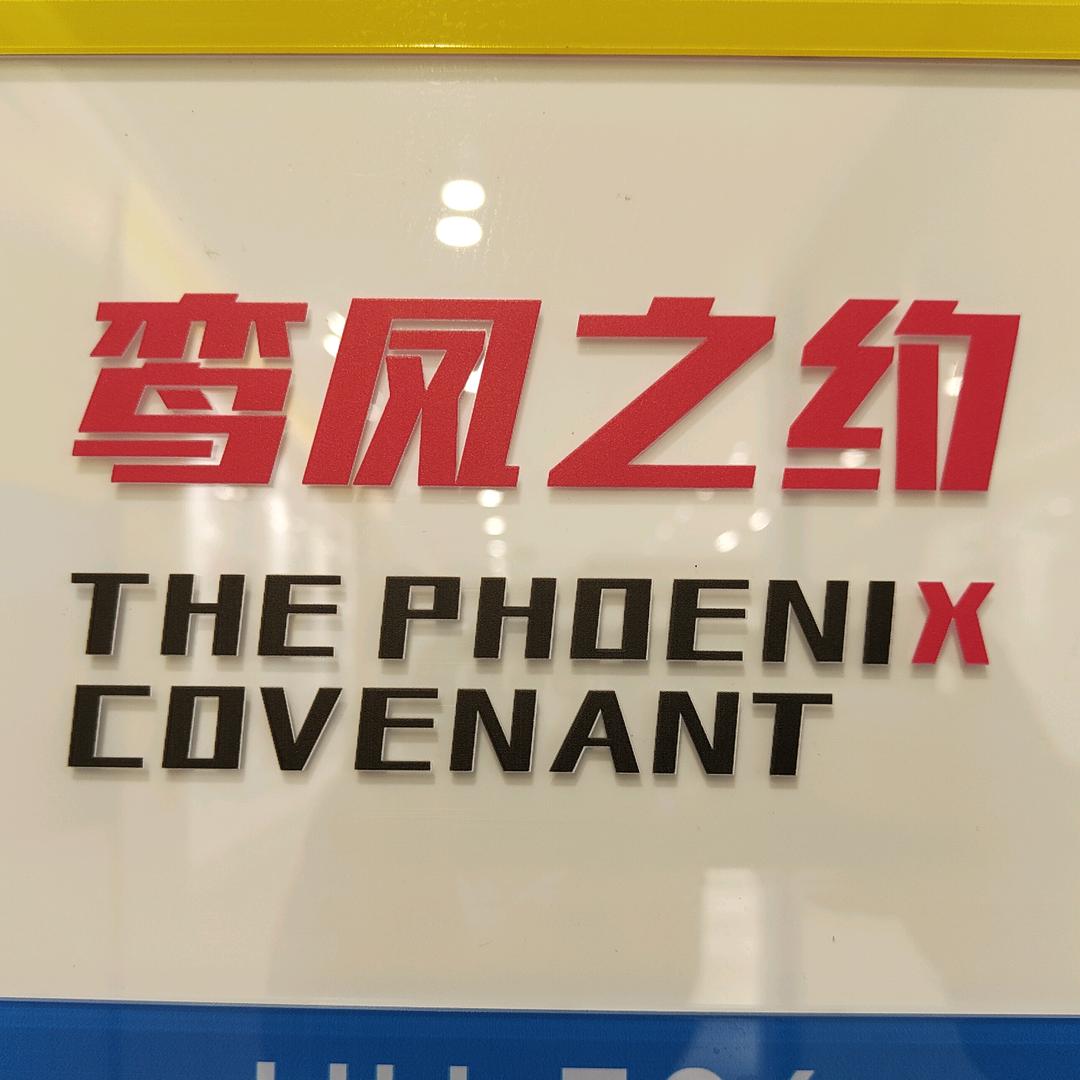 鸾凤之约
THE PHOENIX
COVENANT